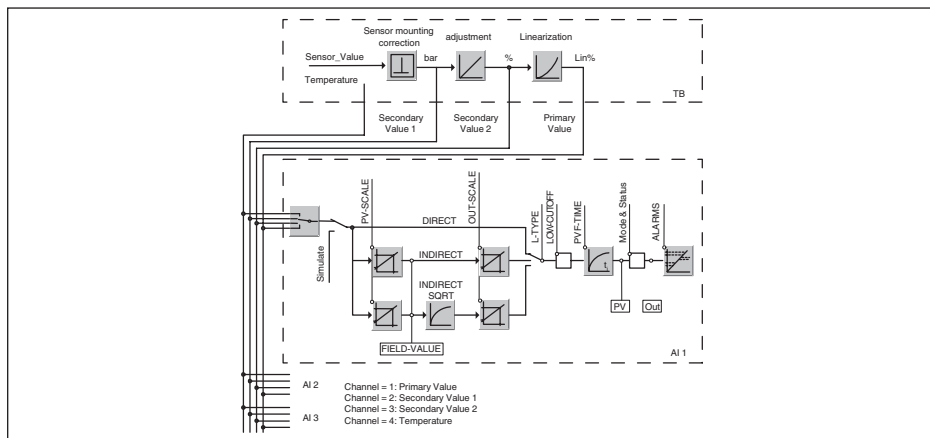 Sensor mounting
correction
adjustment
Linearization
Sensor_Value
bar
%
Lin%
Temperature
TB
Secondary
Value 1
Secondary
Value 2
Primary
Value
PV-SCALE
OUT-SCALE
L-TYPE
LOW-CUTOFF
PVF-TIME
Mode & Status
ALARMS
DIRECT
Simulate
INDIRECT
INDIRECT
SQRT
t
PV
Out
FIELD-VALUE
AI 1
AI 2
Channel = 1: Primary Value
Channel = 2: Secondary Value 1
Channel = 3: Secondary Value 2
AI 3
Channel = 4: Temperature